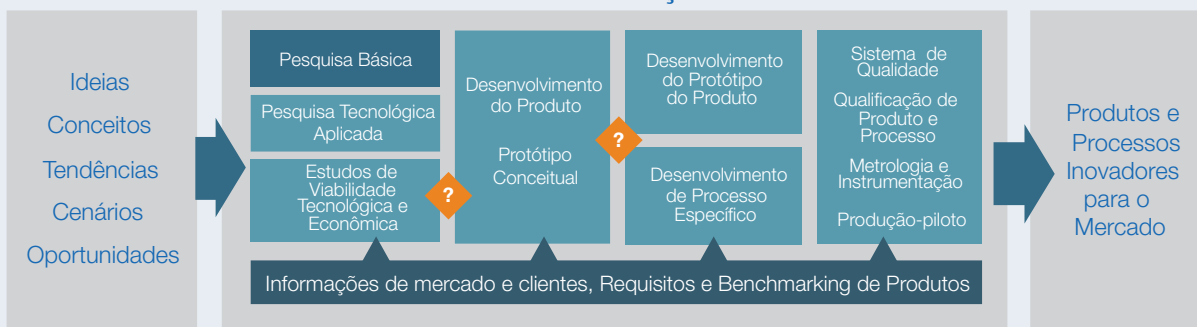 Ideias
Conceitos
Tendências
Cenários
Oportunidades
Pesquisa Básica
Pesquisa Tecnológica
Aplicada
Estudos de
Viabilidade
Tecnológica e
Econômica
?
Desenvolvimento
do Produto
Protótipo
Conceitual
?
Desenvolvimento
do Protótipo
do Produto
Desenvolvimento
de Processo
Específico
Sistema de
Qualidade
Qualificação de
Produto e
Processo
Metrologia e
Instrumentação
Produção-piloto
Informações de mercado e clientes, Requisitos e Benchmarking de Produtos
Produtos e
Processos
Inovadores
para o
Mercado